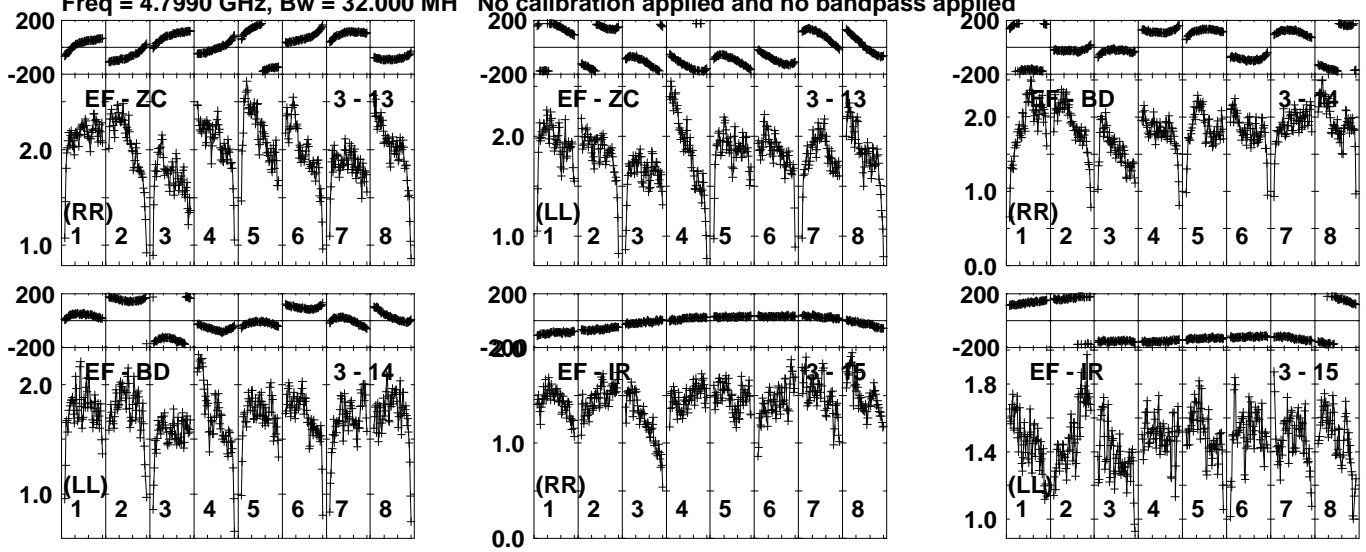 Freq = 4.7990 GHz, Bw = 32.000 MH No calibration applied and no bandpass applied
200
-200
EF - ZC 3 - 13
2.0
1.0
(RR)
1 2 3 4 5 6 7 8
EF - ZC 3 - 13
2.0
1.0
(LL)
1 2 3 4 5 6 7 8
200
-200
EF - BD 3 - 14
2.0
1.0
0.0
(RR)
1 2 3 4 5 6 7 8
200
-200
EF - BD 3 - 14
2.0
1.0
(LL)
1 2 3 4 5 6 7 8
200
-200
2.0
EF - IR 3 - 15
1.0
0.0
(RR)
1 2 3 4 5 6 7 8
200
-200
EF - IR 3 - 15
1.8
1.4
1.0
(LL)
1 2 3 4 5 6 7 8